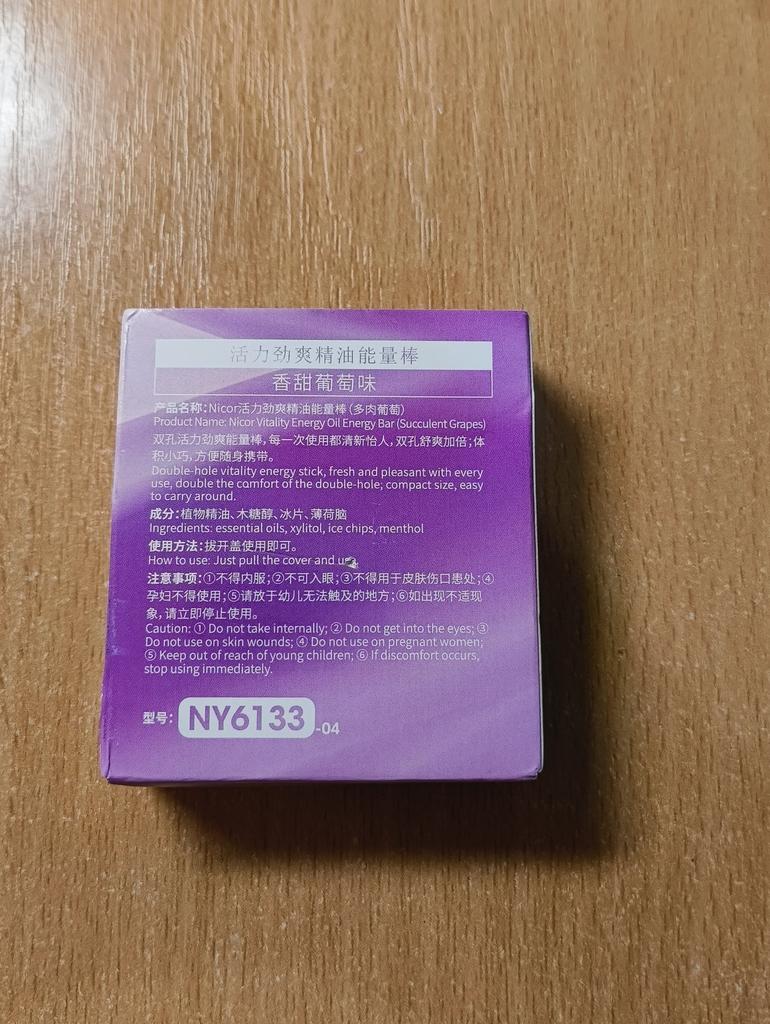 活力劲爽精油能量棒
香甜葡萄味
产品名称：Nicor活力劲爽精油能量棒（多肉葡萄）
Product Name: Nicor Vitality Energy Oil Energy Bar (Succulent Grapes)
双孔活力劲爽能量棒，每一次使用都清新怡人，双孔舒爽加倍；体
积小巧，方便随身携带。
Double-hole vitality energy stick, fresh and pleasant with every
use, double the comfort of the double-hole; compact size, easy
to carry around.
成分：植物精油、木糖醇、冰片、薄荷脑
Ingredients: essential oils, xylitol, ice chips, menthol
使用方法：拔开盖使用即可。
How to use: Just pull the cover and
注意事项：①不得内服；②不可入眼；③不得用于皮肤伤口患处；④
孕妇不得使用；⑤请放于幼儿无法触及的地方；⑥如出现不适现
象，请立即停止使用。
Caution: ① Do not take internally; ② Do not get into the eyes; ③
Do not use on skin wounds; ④ Do not use on pregnant women;
⑤ Keep out of reach of young children; ⑥ If discomfort occurs,
stop using immediately.
型号：NY6133-04